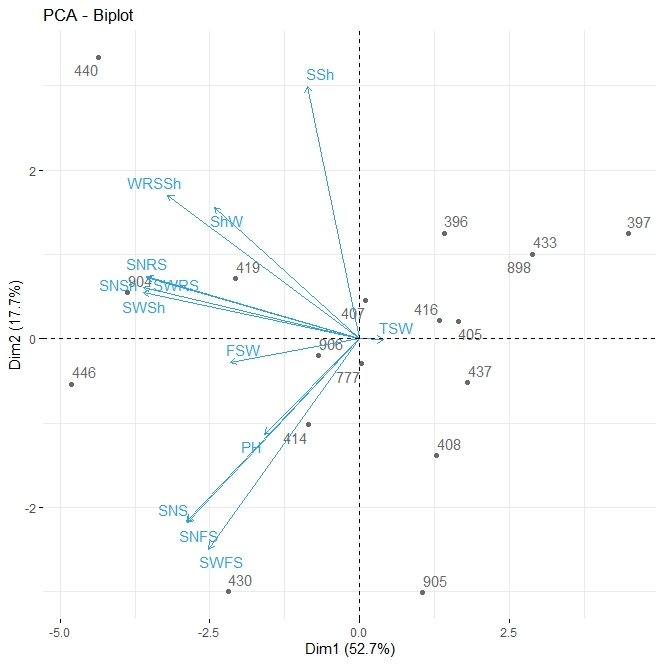 PCA - Biplot
440
SSh
WRSSh
ShW
396
397
433
898
SNRS
419
904
SNSh
SWRS
SWSh
407
416
405
TSW
906
FSW
777
446
437
PH
414
408
SNS
SNFS
SWFS
430
905
2
0
-2
-5.0
-2.5
0.0
2.5
Dim1 (52.7%)
Dim2 (17.7%)